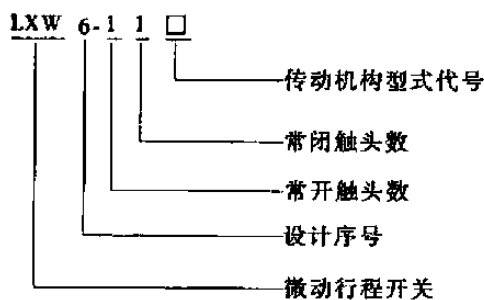 LXW 6-1 1 □
传动机构型式代号
常闭触头数
常开触头数
设计序号
微动行程开关